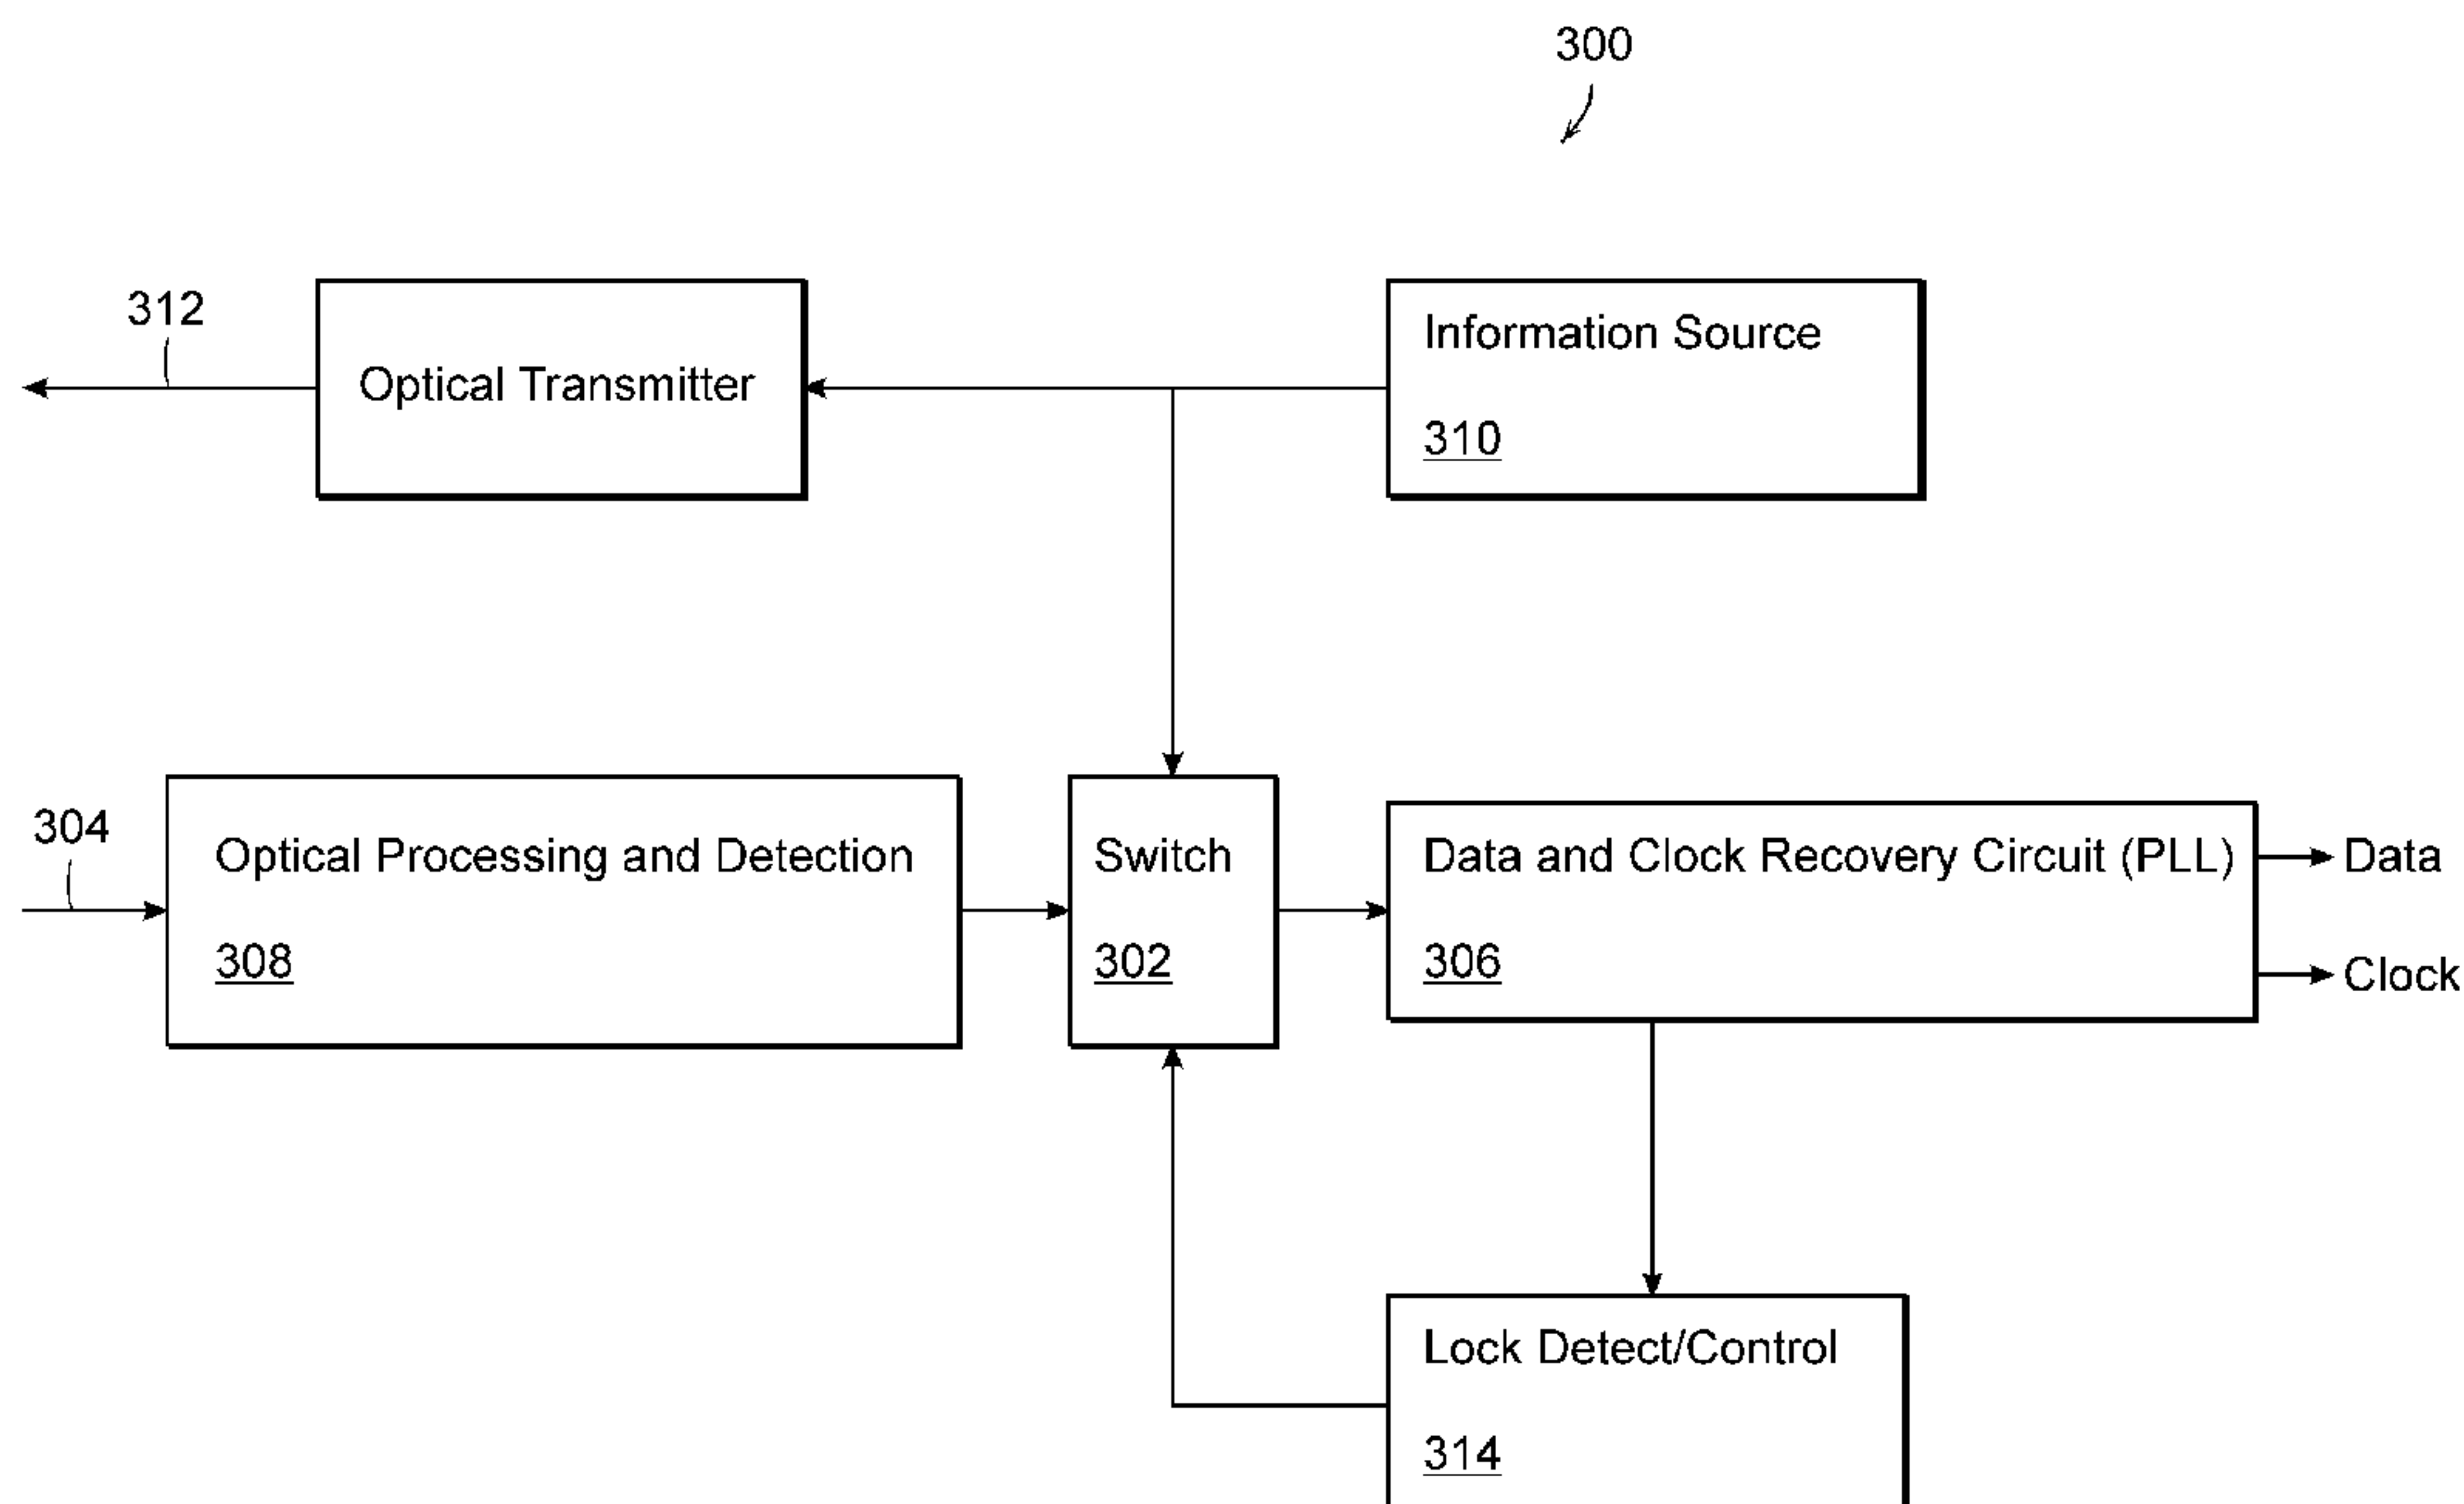 300
312
Optical Transmitter
Information Source
310
304
Optical Processing and Detection
308
Switch
302
Data and Clock Recovery Circuit (PLL)
306
Data
Clock
Lock Detect/Control
314